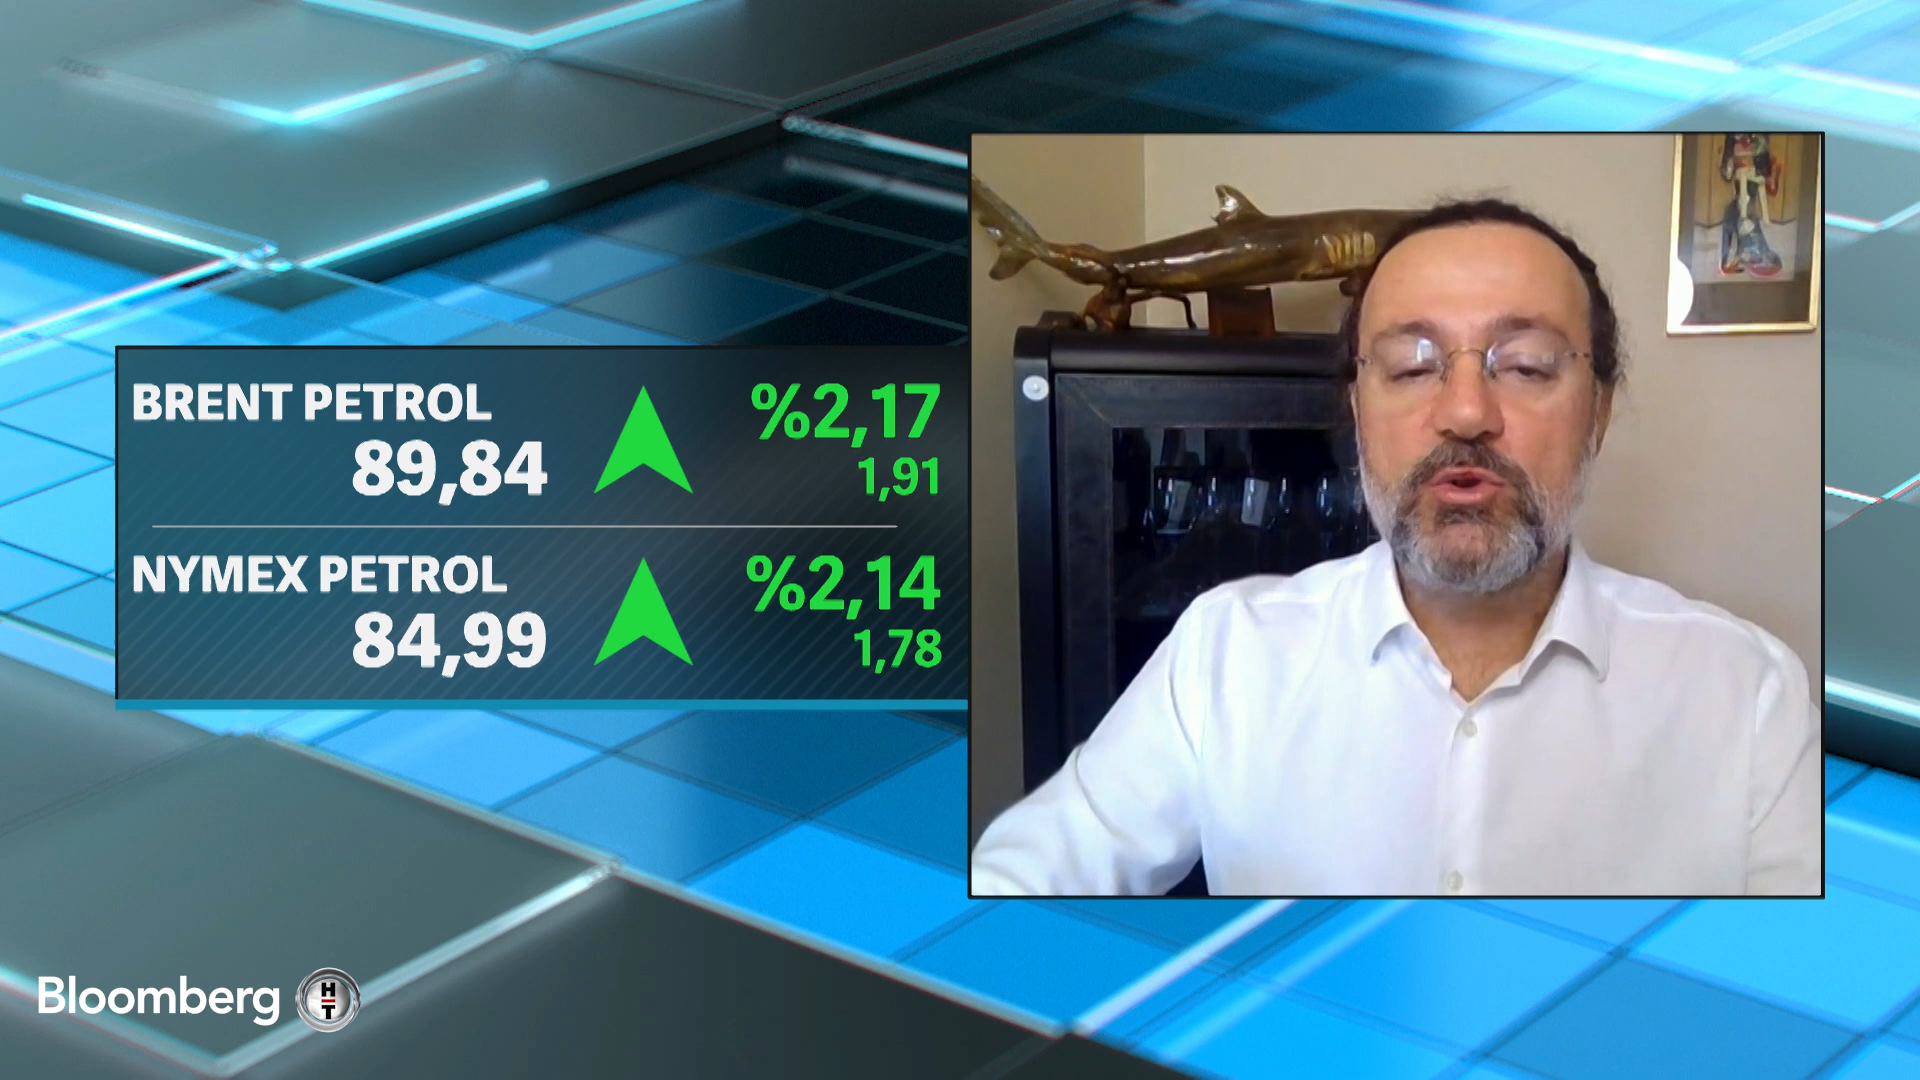 BRENT PETROL
89,84
%2,17
1,91
NYMEX PETROL
84,99
%2,14
1,78
Bloomberg HT